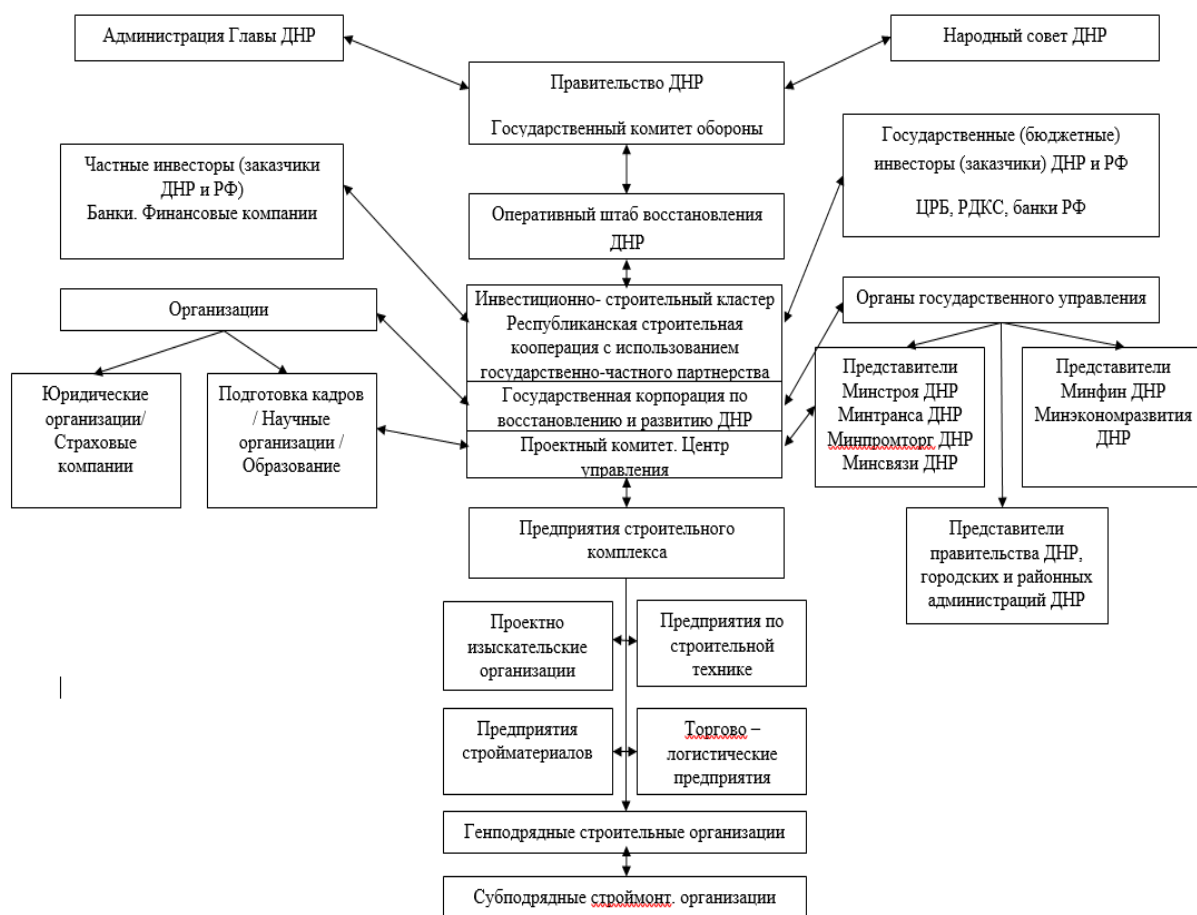 Администрация Главы ДНР
Народный совет ДНР
Правительство ДНР
Государственный комитет обороны
Частные инвесторы (заказчики
ДНР и РФ)
Банки. Финансовые компании
Государственные (бюджетные)
инвесторы (заказчики) ДНР и РФ
ЦРБ, РДКС, банки РФ
Оперативный штаб восстановления
ДНР
Организации
Инвестиционно- строительный кластер
Республиканская строительная
кооперация с использованием
государственно-частного партнерства
Государственная корпорация по
восстановлению и развитию ДНР
Проектный комитет. Центр
управления
Органы государственного управления
Юридические
организации/
Страховые
компании
Подготовка кадров
/ Научные
организации /
Образование
Представители
Минстроя ДНР
Минтранса ДНР
Минпромторг ДНР
Минсвязи ДНР
Представители
Минфин ДНР
Минэкономразвития
ДНР
Предприятия строительного
комплекса
Представители
правительства ДНР,
городских и районных
администраций ДНР
Проектно
изыскательские
организации
Предприятия по
строительной
технике
Предприятия
стройматериалов
Торгово –
логистические
предприятия
Генподрядные строительные организации
Субподрядные строймонт. организации